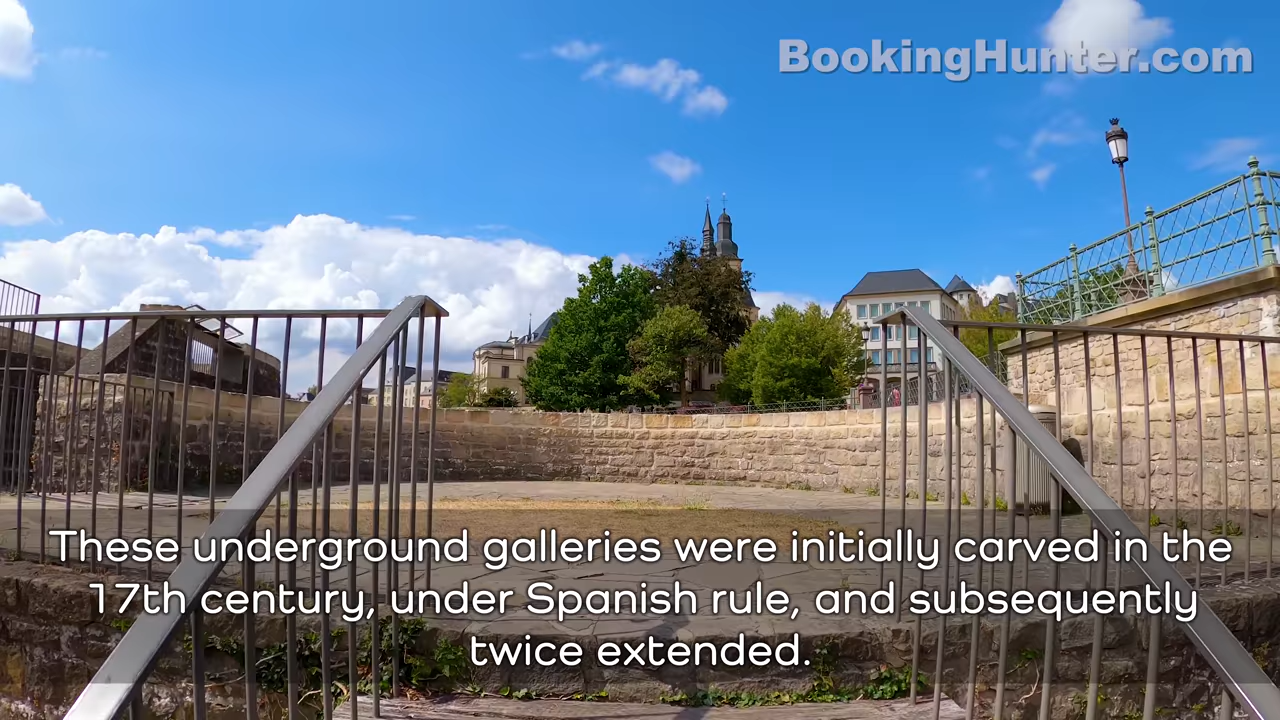 BookingHunter.com
These underground galleries were initially carved in the
17th century, under Spanish rule, and subsequently
twice extended.